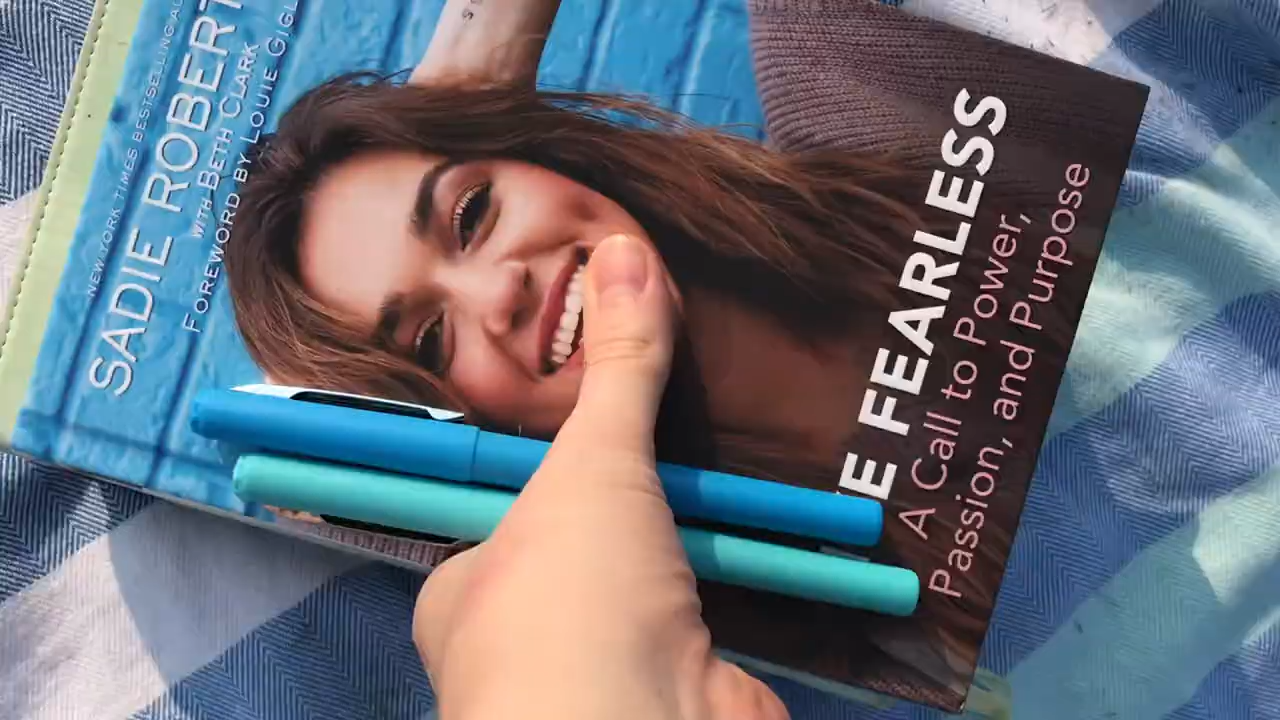 NEW YORK TIMES BESTSELLING
SADIE ROBERT
WITH BETH CLARK
FOREWORD BY LOUIE GIGL
E FEARLESS
A Call to Power,
Passion, and Purpose